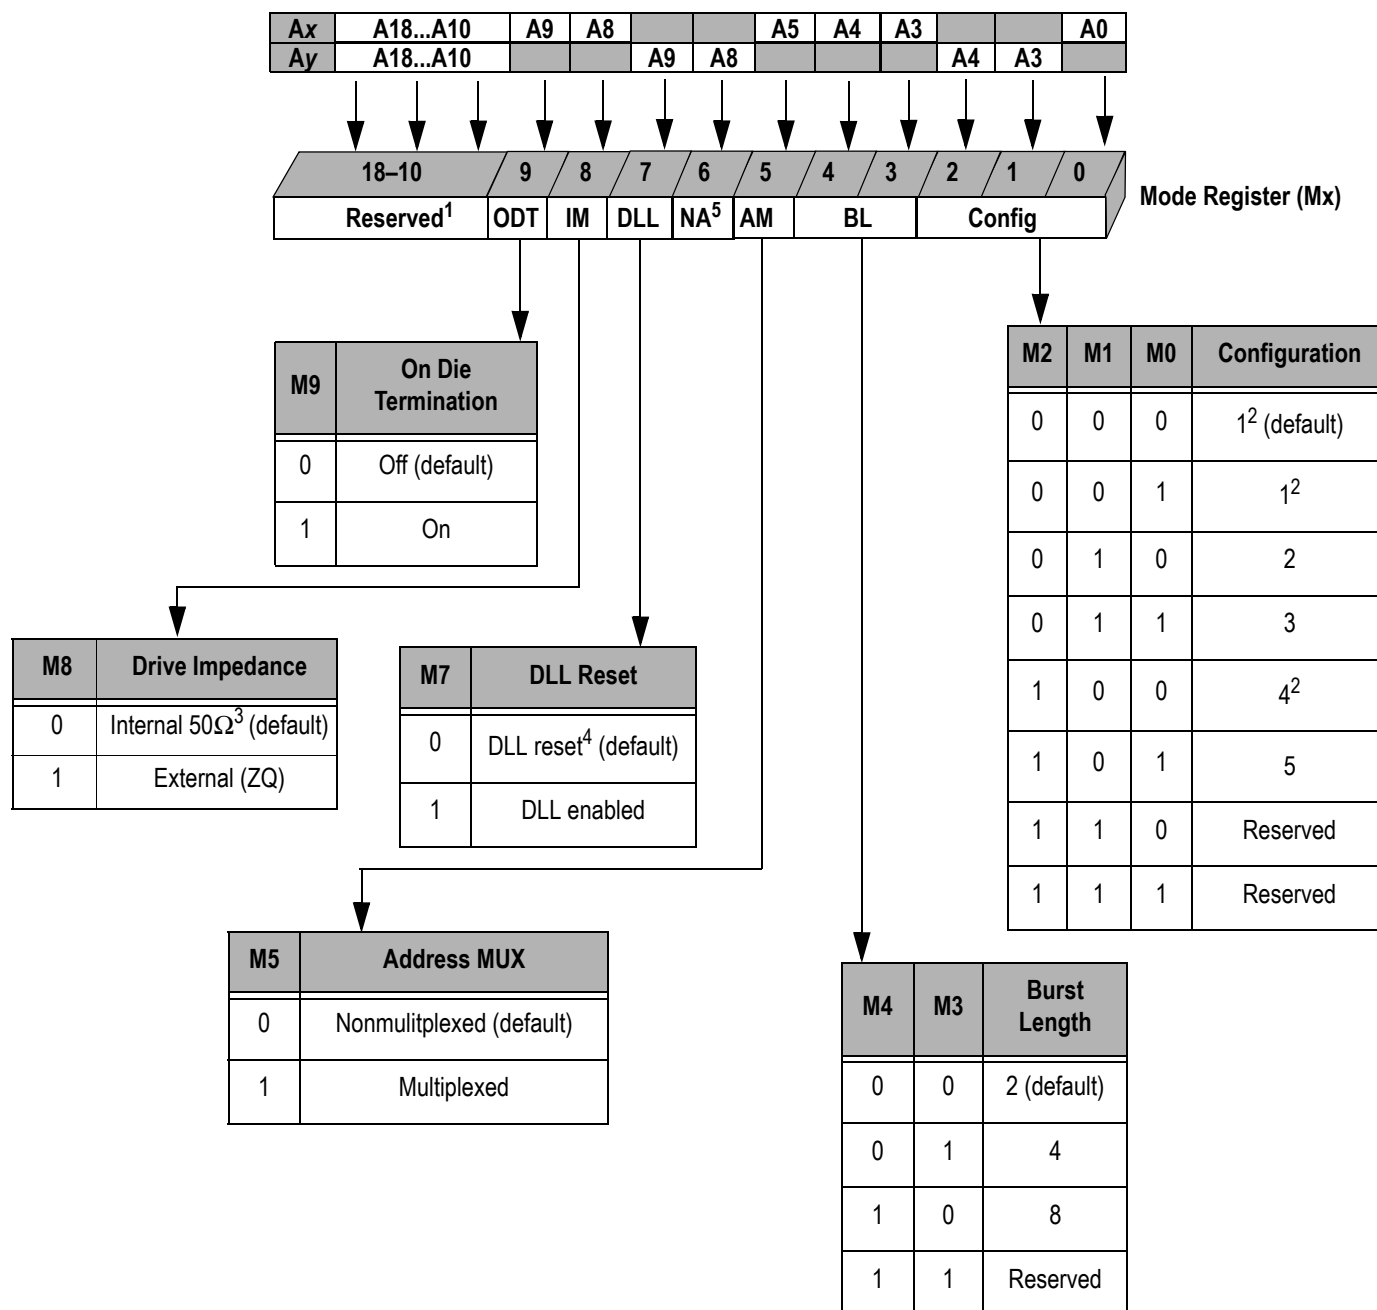 Ax A18...A10 A9 A8 A5 A4 A3 A0
Ay A18...A10 A9 A8 A4 A3
18–10 9 8 7 6 5 4 3 2 1 0
Mode Register (Mx)
Reserved1 ODT IM DLL NA5 AM BL Config
M9 On Die Termination
0 Off (default)
1 On
M2 M1 M0 Configuration
0 0 0 12 (default)
0 0 1 12
0 1 0 2
0 1 1 3
1 0 0 42
1 0 1 5
1 1 0 Reserved
1 1 1 Reserved
M8 Drive Impedance
0 Internal 50Ω3 (default)
1 External (ZQ)
M7 DLL Reset
0 DLL reset4 (default)
1 DLL enabled
M5 Address MUX
0 Nonmulitplexed (default)
1 Multiplexed
M4 M3 Burst Length
0 0 2 (default)
0 1 4
1 0 8
1 1 Reserved